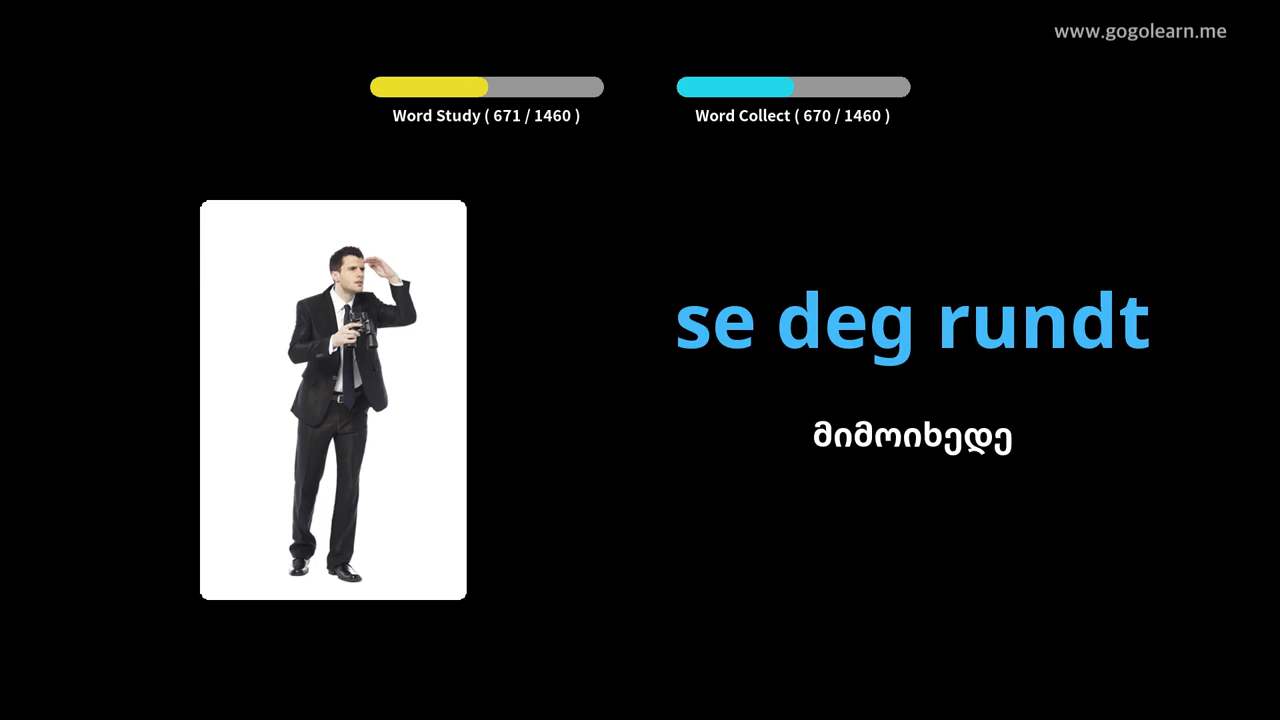 www.gogolearn.me
Word Study ( 671 / 1460 )
Word Collect ( 670 / 1460 )
se deg rundt
მიმოიხედე